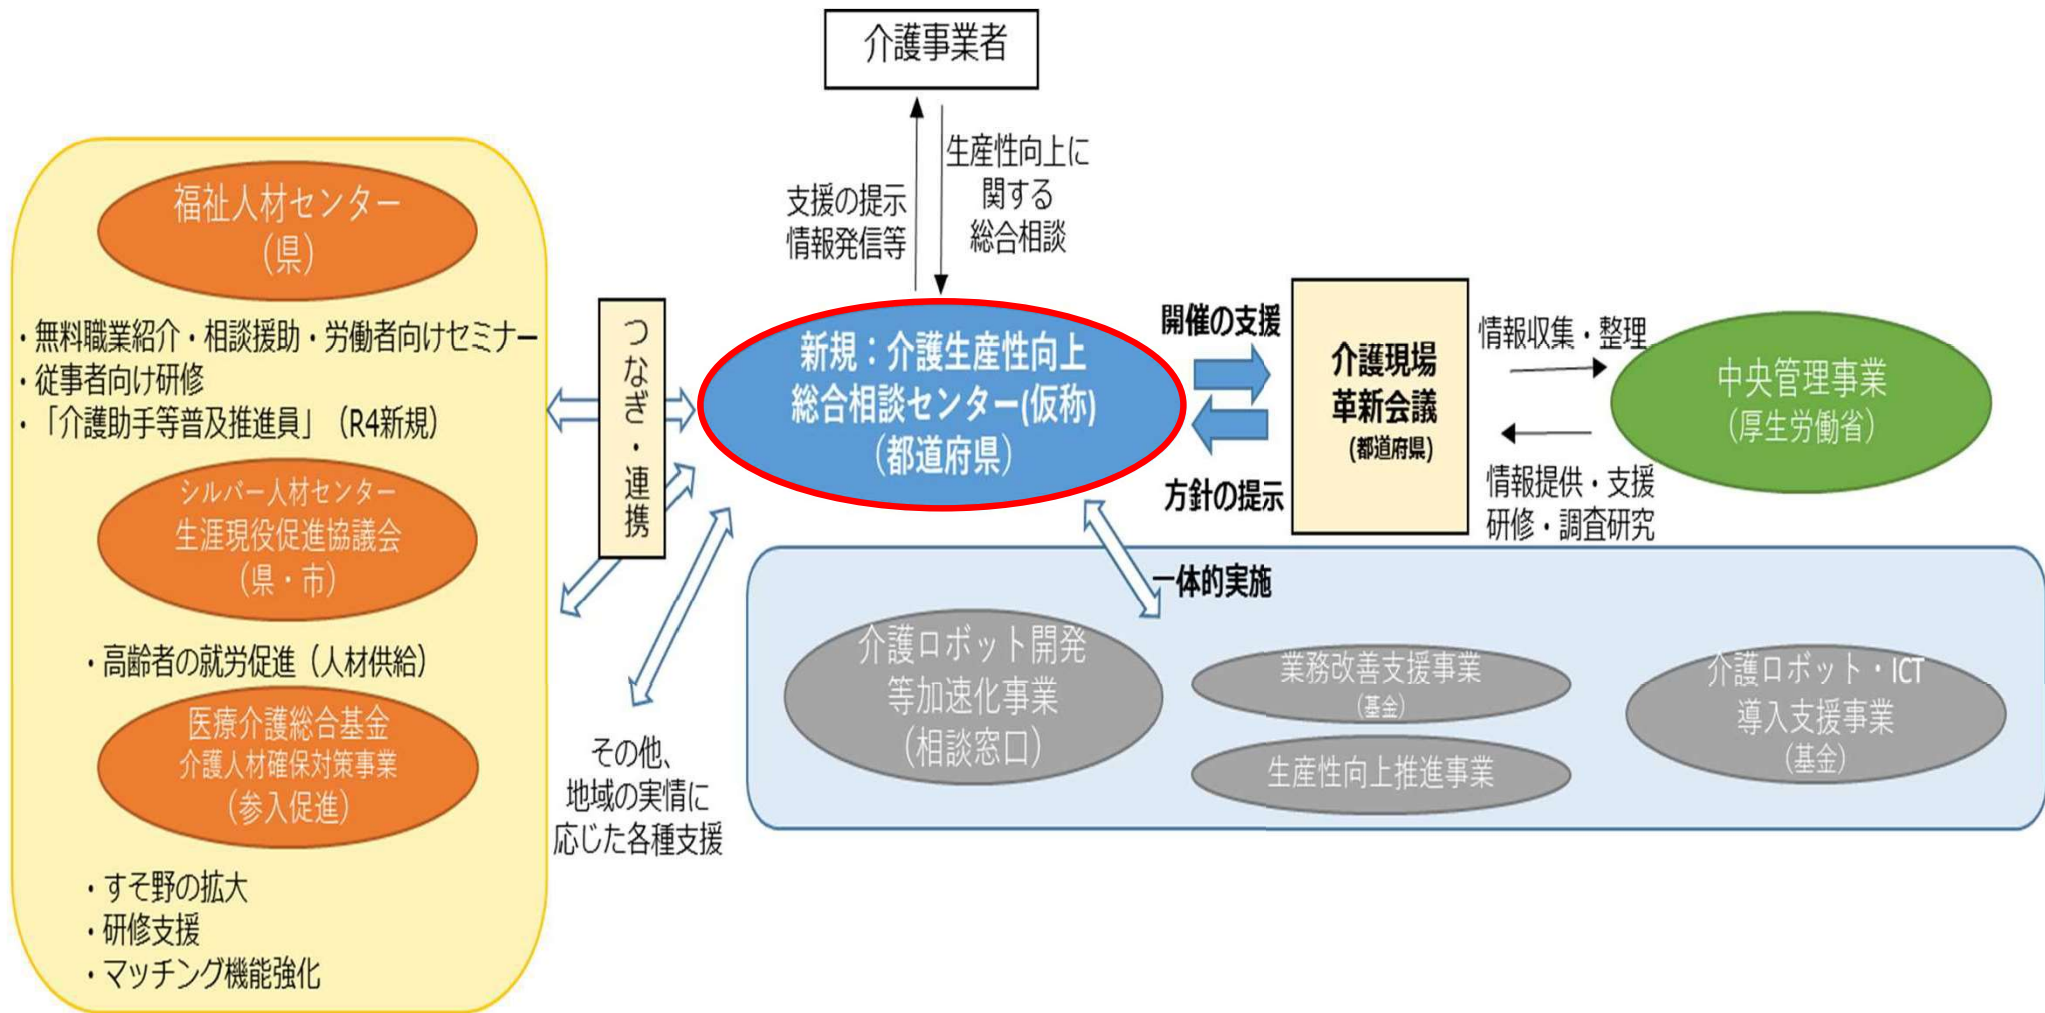 介護事業者
支援の提示
情報発信等
生産性向上に
関する
総合相談
福祉人材センター
(県)
・無料職業紹介・相談援助・労働者向けセミナー
・従事者向け研修
・「介護助手等普及推進員」(R4新規)
シルバー人材センター
生涯現役促進協議会
(県・市)
・高齢者の就労促進(人材供給)
医療介護総合基金
介護人材確保対策事業
(参入促進)
・すそ野の拡大
・研修支援
・マッチング機能強化
つなぎ・連携
新規：介護生産性向上
総合相談センター(仮称)
(都道府県)
開催の支援
方針の提示
介護現場
革新会議
(都道府県)
情報収集・整理
情報提供・支援
研修・調査研究
中央管理事業
(厚生労働省)
その他、
地域の実情に
応じた各種支援
一体的実施
介護ロボット開発
等加速化事業
(相談窓口)
業務改善支援事業
(基金)
生産性向上推進事業
介護ロボット・ICT
導入支援事業
(基金)